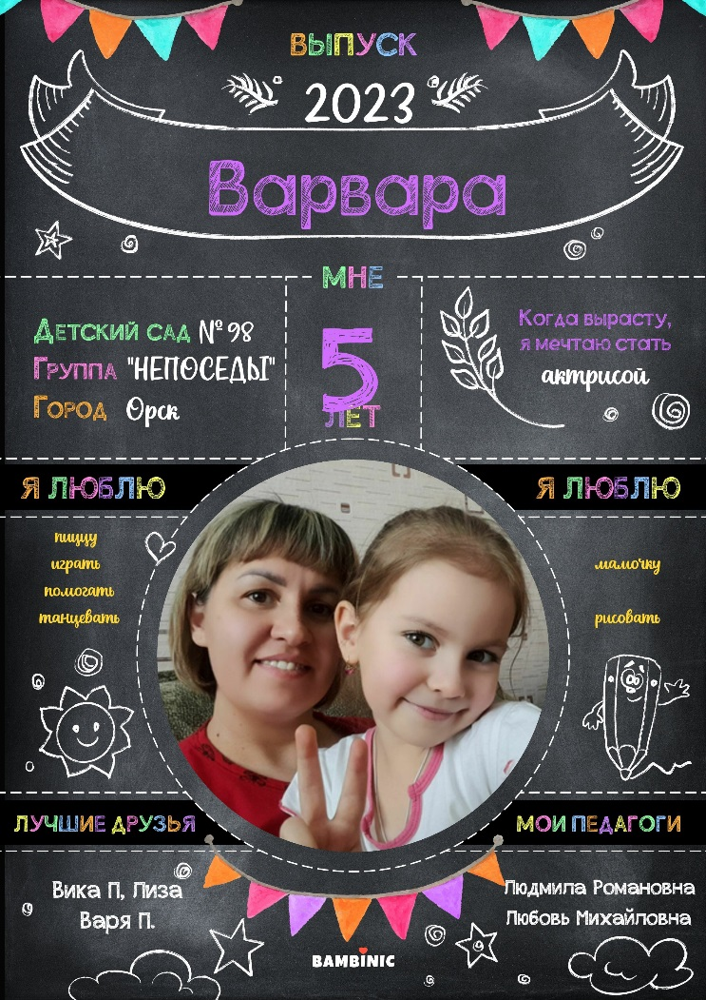 ВЫПУСК
2023
Варвара
МНЕ
5
ЛЕТ
ДЕТСКИЙ САД № 98
ГРУППА "НЕПОСЕДЫ"
ГОРОД Орск
Когда вырасту,
я мечтаю стать
актрисой
Я ЛЮБЛЮ
пиццу
играть
помогать
танцевать
Я ЛЮБЛЮ
мамочку
рисовать
ЛУЧШИЕ ДРУЗЬЯ
Вика П, Лиза
Варя П.
МОИ ПЕДАГОГИ
Людмила Романовна
Любовь Михайловна
BAMBINIC